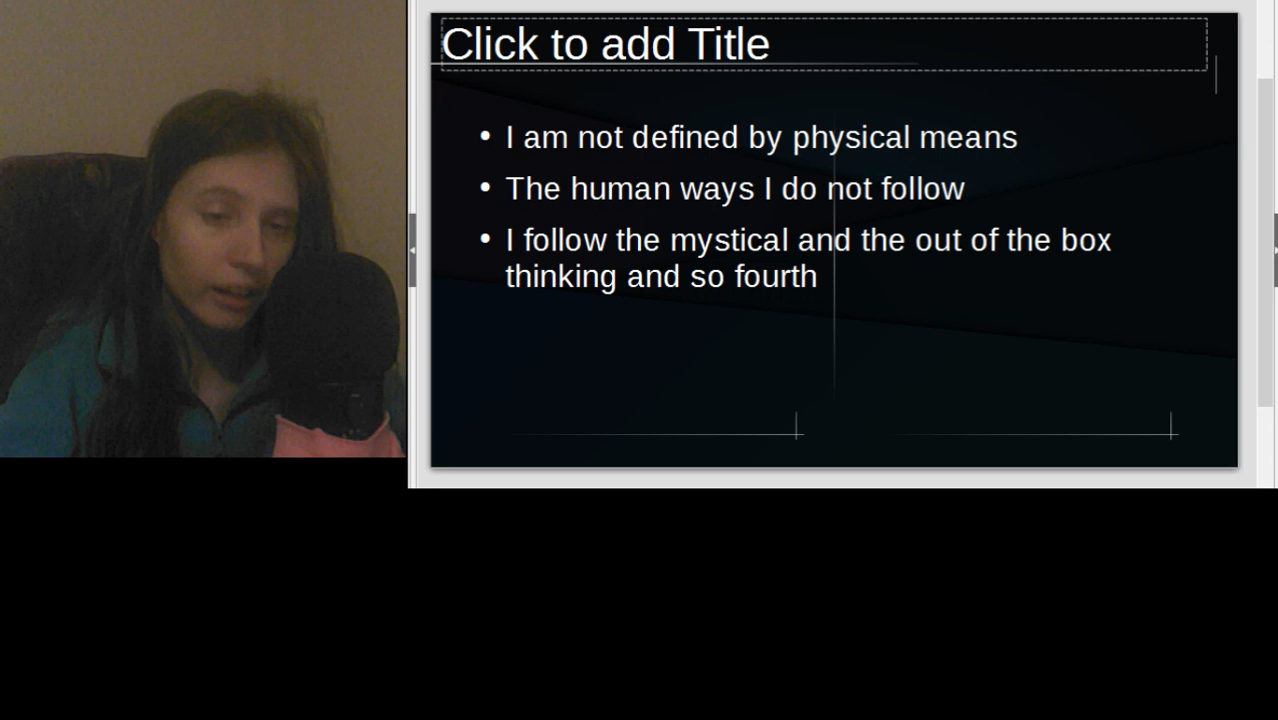 Click to add Title
• I am not defined by physical means
• The human ways I do not follow
• I follow the mystical and the out of the box
thinking and so fourth